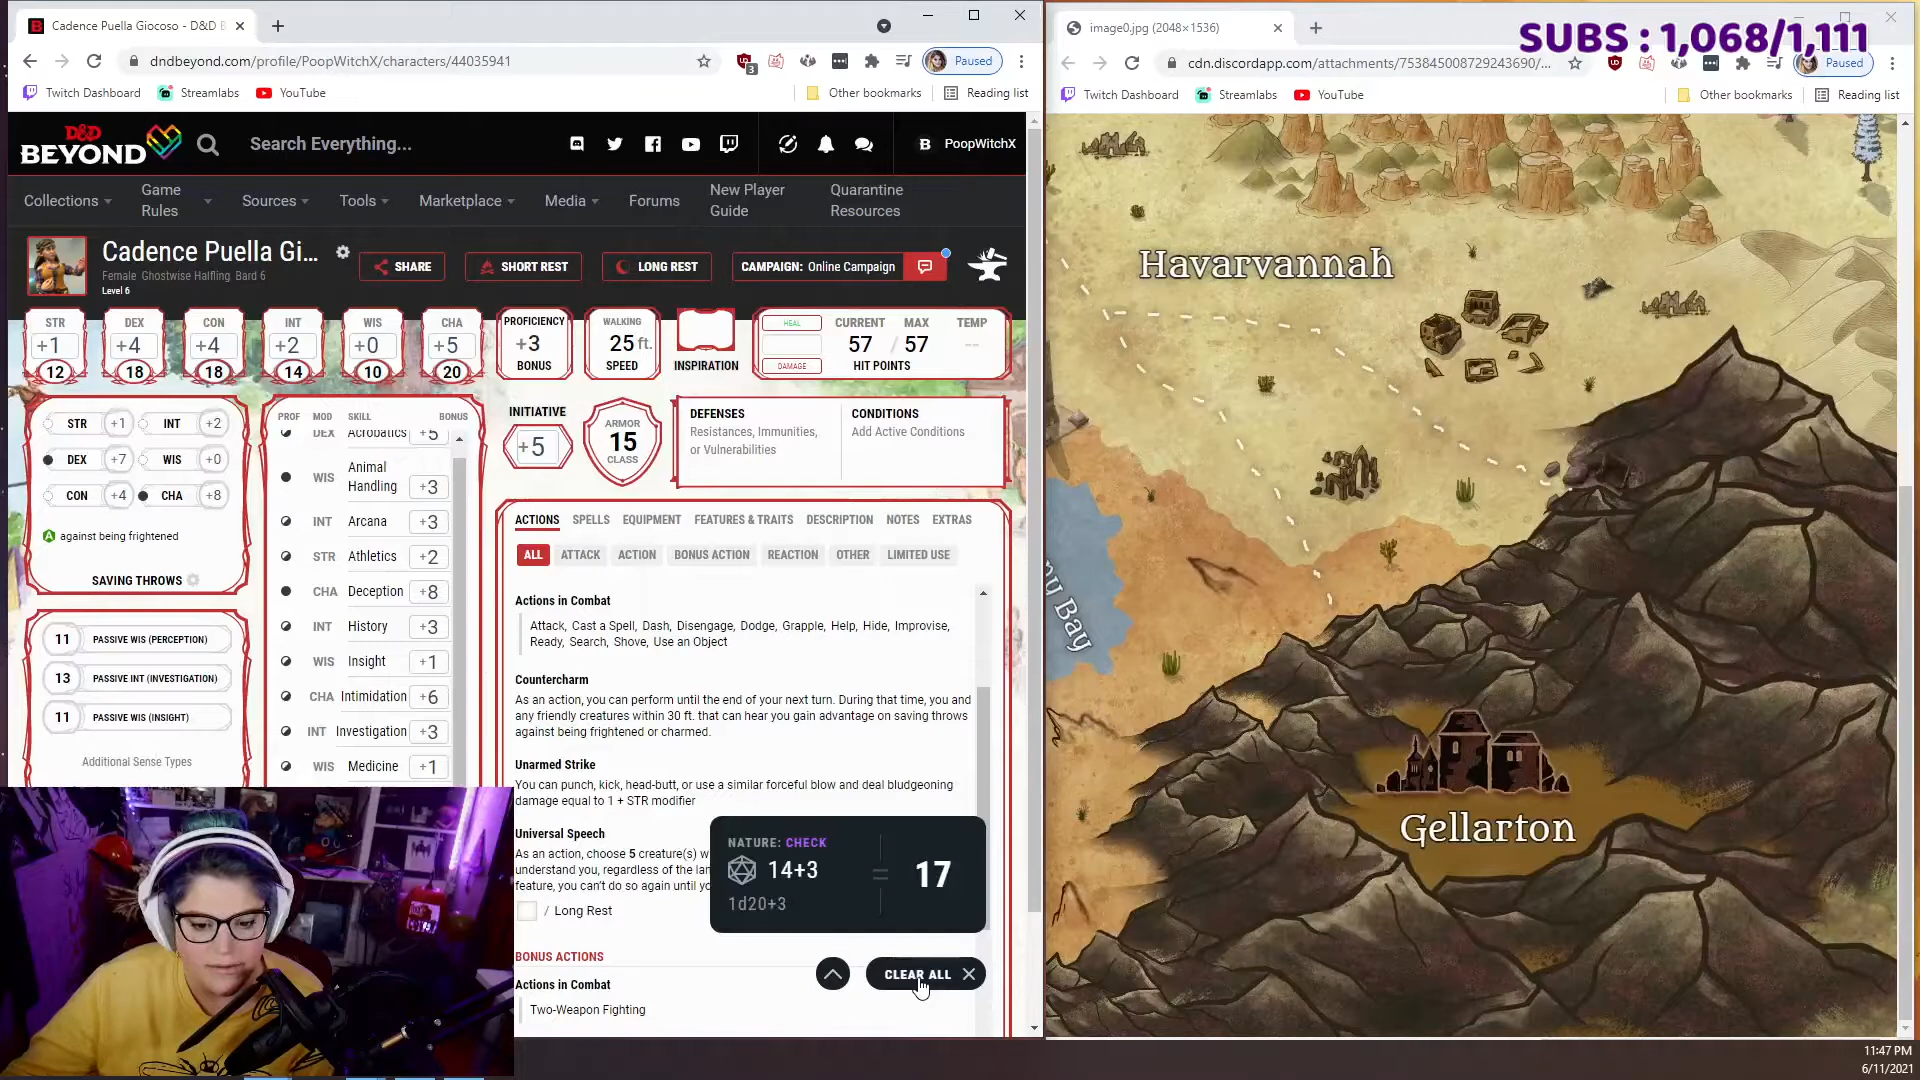 Cadence Puella Giocoso - D&D B
dndbeyond.com/profile/PoopWitchX/characters/44035941
3
Paused
Twitch Dashboard
Streamlabs
YouTube
Other bookmarks
Reading list
D&D
BEYOND
Search Everything...
B PoopWitchX
Collections
Game Rules
Sources
Tools
Marketplace
Media
Forums
New Player Guide
Quarantine Resources
Cadence Puella Gi...
Female Ghostwise Halfling Bard 6
Level 6
SHARE
SHORT REST
LONG REST
CAMPAIGN: Online Campaign
STR
+1
12
DEX
+4
18
CON
+4
18
INT
+2
14
WIS
+0
10
CHA
+5
20
PROFICIENCY
+3
BONUS
WALKING
25 ft.
SPEED
INSPIRATION
HEAL
DAMAGE
CURRENT MAX TEMP
57 / 57 --
HIT POINTS
STR +1 INT +2
DEX +7 WIS +0
CON +4 CHA +8
A against being frightened
SAVING THROWS
11 PASSIVE WIS (PERCEPTION)
13 PASSIVE INT (INVESTIGATION)
11 PASSIVE WIS (INSIGHT)
Additional Sense Types
PROF MOD SKILL BONUS
DEX Acrobatics +5
WIS Animal Handling +3
INT Arcana +3
STR Athletics +2
CHA Deception +8
INT History +3
WIS Insight +1
CHA Intimidation +6
INT Investigation +3
WIS Medicine +1
INITIATIVE
+5
ARMOR
15
CLASS
DEFENSES
Resistances, Immunities,
or Vulnerabilities
CONDITIONS
Add Active Conditions
ACTIONS SPELLS EQUIPMENT FEATURES & TRAITS DESCRIPTION NOTES EXTRAS
ALL ATTACK ACTION BONUS ACTION REACTION OTHER LIMITED USE
Actions in Combat
Attack, Cast a Spell, Dash, Disengage, Dodge, Grapple, Help, Hide, Improvise,
Ready, Search, Shove, Use an Object
Countercharm
As an action, you can perform until the end of your next turn. During that time, you and
any friendly creatures within 30 ft. that can hear you gain advantage on saving throws
against being frightened or charmed.
Unarmed Strike
You can punch, kick, head-butt, or use a similar forceful blow and deal bludgeoning
damage equal to 1 + STR modifier
Universal Speech
As an action, choose 5 creature(s) w
understand you, regardless of the lan
feature, you can't do so again until yo
/ Long Rest
BONUS ACTIONS
Actions in Combat
Two-Weapon Fighting
NATURE: CHECK
14+3 = 17
1d20+3
CLEAR ALL
image0.jpg (2048×1536)
SUBS : 1,068/1,111
cdn.discordapp.com/attachments/753845008729243690/...
Paused
Twitch Dashboard
Streamlabs
YouTube
Other bookmarks
Reading list
Havarvannah
Bay
Gellarton
11:47 PM
6/11/2021